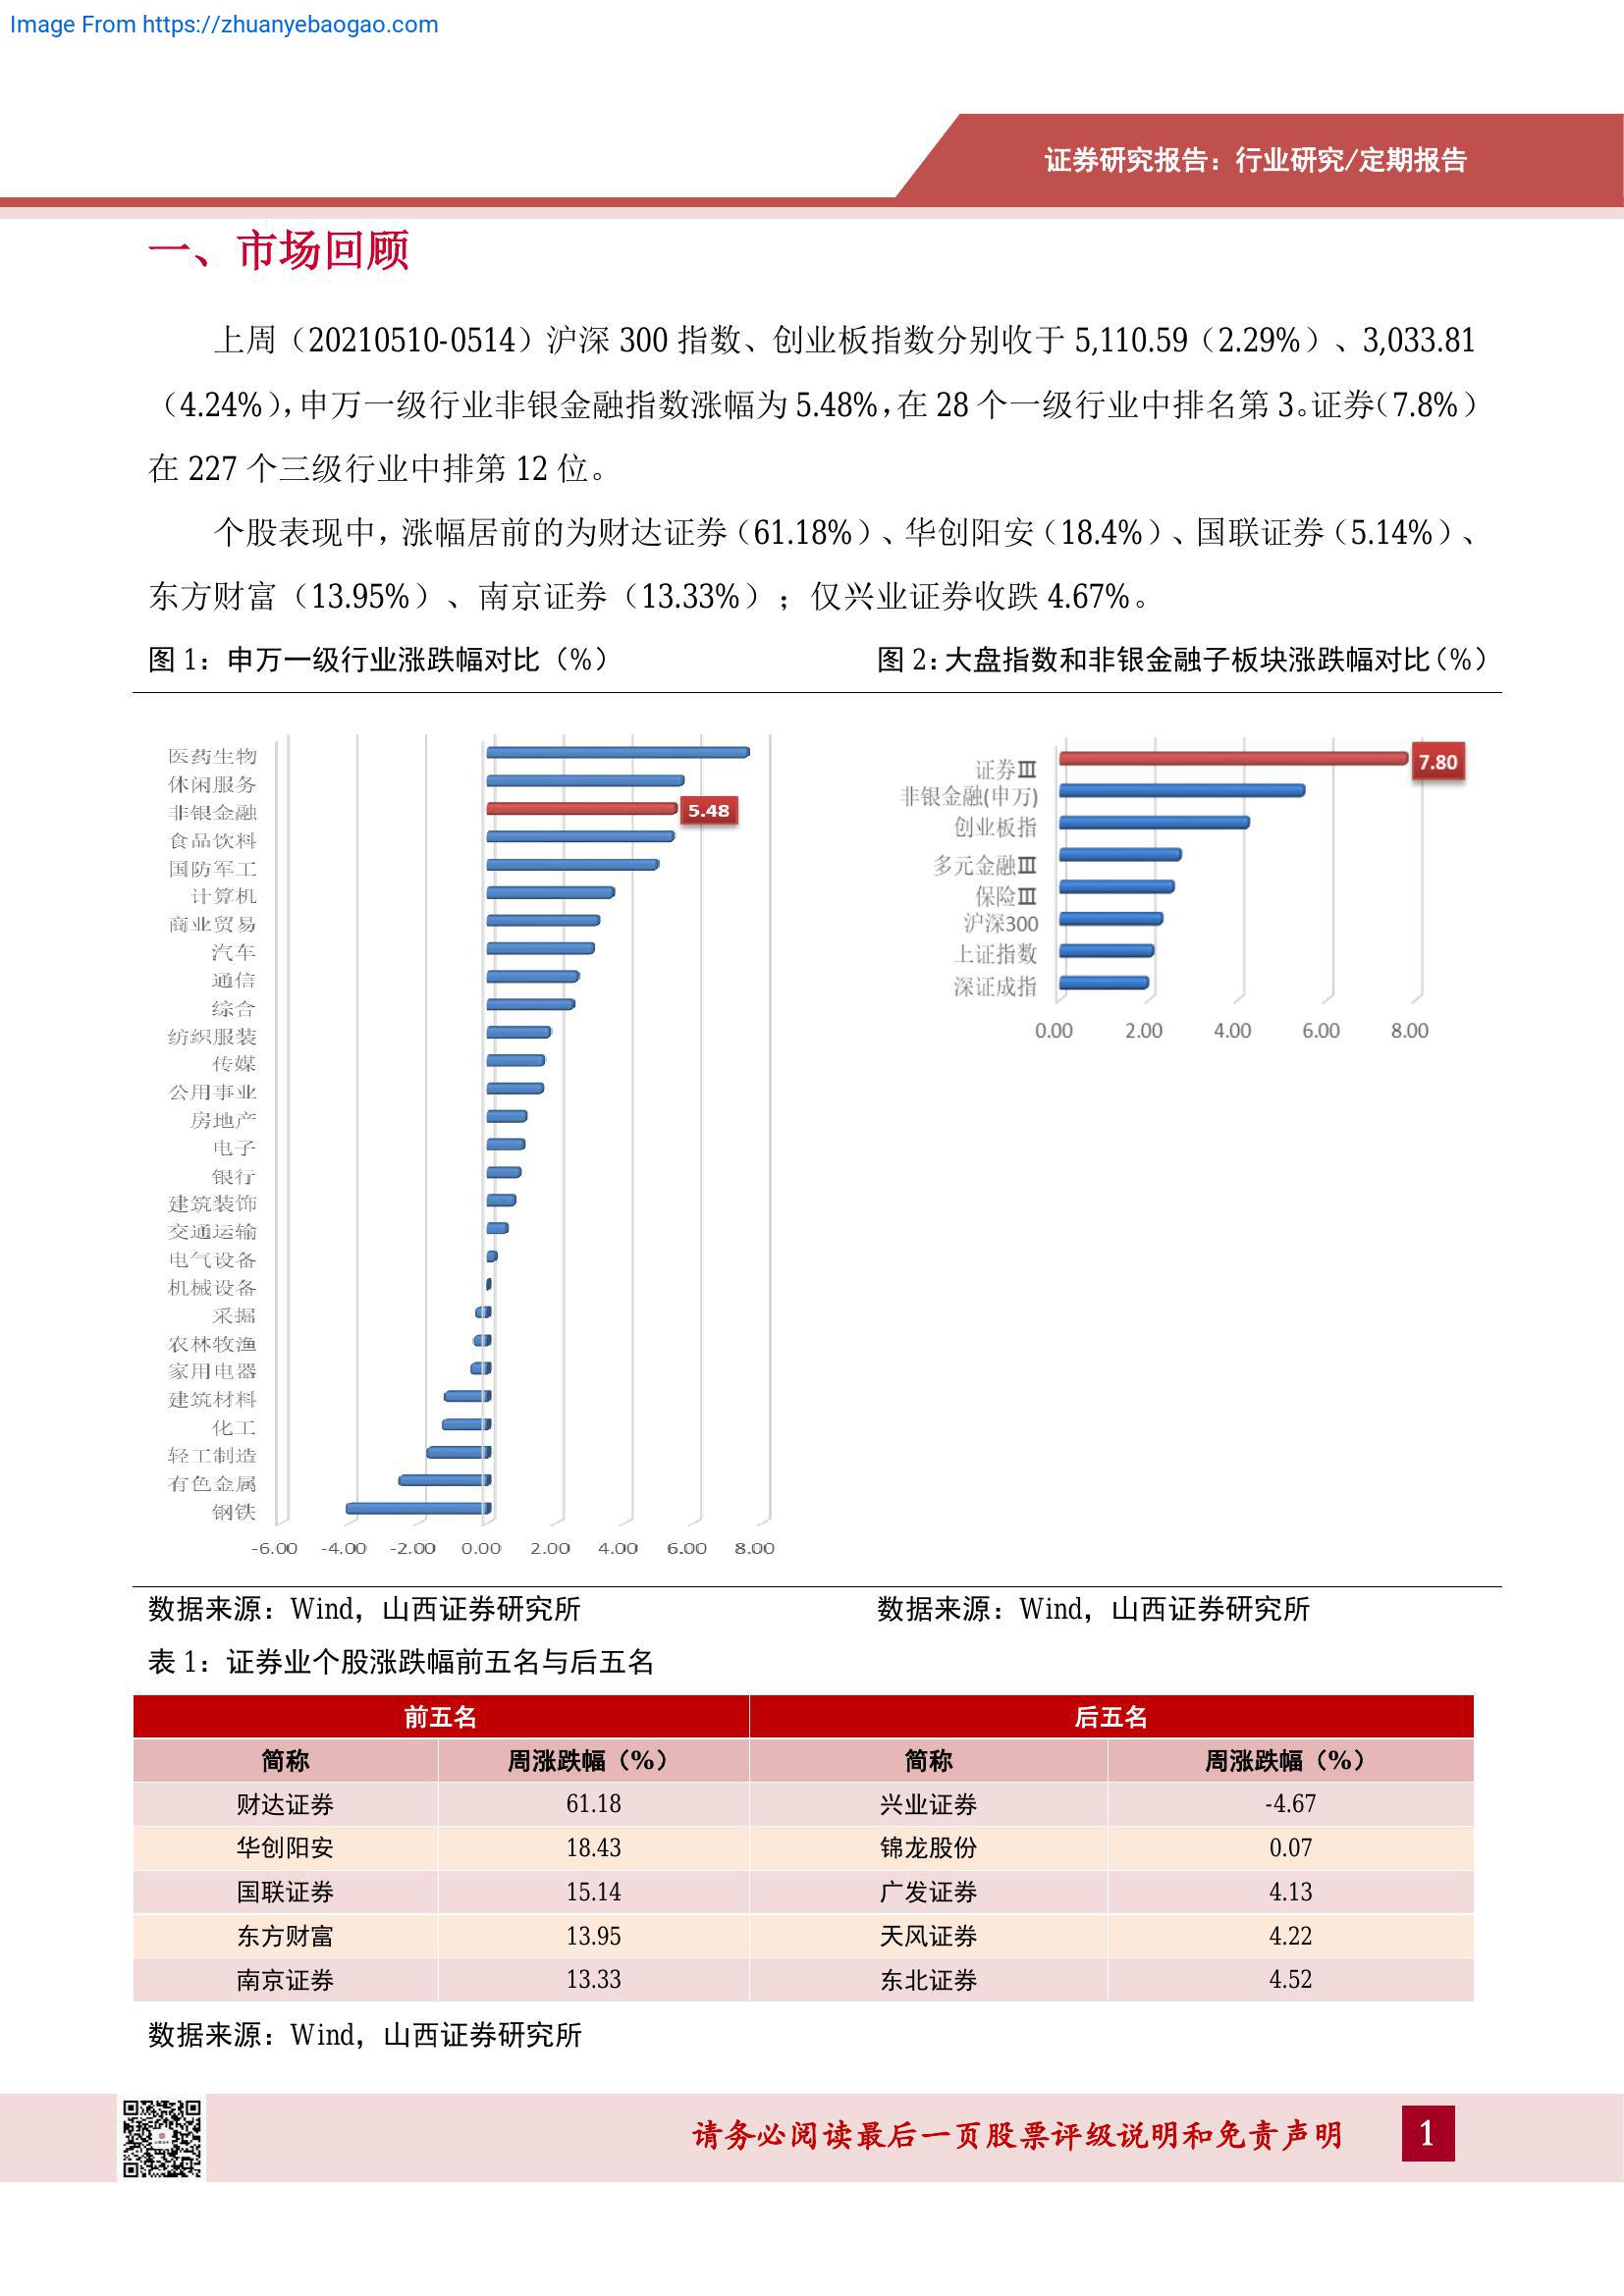 Image From https://zhuanyebaogao.com
证券研究报告：行业研究/定期报告
一、市场回顾
上周（20210510-0514）沪深 300 指数、创业板指数分别收于 5,110.59（2.29%）、3,033.81
（4.24%），申万一级行业非银金融指数涨幅为 5.48%，在 28 个一级行业中排名第 3。证券（7.8%）
在 227 个三级行业中排第 12 位。
个股表现中，涨幅居前的为财达证券（61.18%）、华创阳安（18.4%）、国联证券（5.14%）、
东方财富（13.95%）、南京证券（13.33%）；仅兴业证券收跌 4.67%。
图 1：申万一级行业涨跌幅对比（%）
医药生物
休闲服务
非银金融 5.48
食品饮料
国防军工
计算机
商业贸易
汽车
通信
综合
纺织服装
传媒
公用事业
房地产
电子
银行
建筑装饰
交通运输
电气设备
机械设备
采掘
农林牧渔
家用电器
建筑材料
化工
轻工制造
有色金属
钢铁
-6.00 -4.00 -2.00 0.00 2.00 4.00 6.00 8.00
数据来源：Wind，山西证券研究所
图 2：大盘指数和非银金融子板块涨跌幅对比（%）
证券Ⅲ 7.80
非银金融(申万)
创业板指
多元金融Ⅲ
保险Ⅲ
沪深300
上证指数
深证成指
0.00 2.00 4.00 6.00 8.00
数据来源：Wind，山西证券研究所
表 1：证券业个股涨跌幅前五名与后五名
前五名 后五名
简称 周涨跌幅（%） 简称 周涨跌幅（%）
财达证券 61.18 兴业证券 -4.67
华创阳安 18.43 锦龙股份 0.07
国联证券 15.14 广发证券 4.13
东方财富 13.95 天风证券 4.22
南京证券 13.33 东北证券 4.52
数据来源：Wind，山西证券研究所
请务必阅读最后一页股票评级说明和免责声明 1